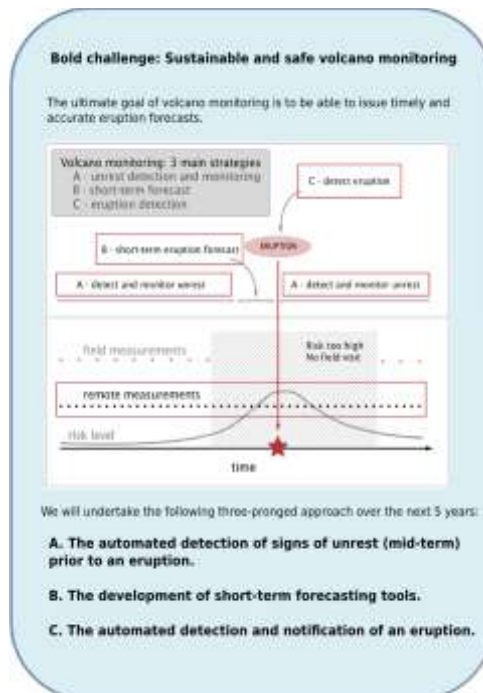 Bold challenge: Sustainable and safe volcano monitoring
The ultimate goal of volcano monitoring is to be able to issue timely and
accurate eruption forecasts.
Volcano monitoring: 3 main strategies
A - unrest detection and monitoring
B - short-term forecast
C - eruption detection
C - detect eruption
B - short-term eruption forecast
ERUPTION
A - detect and monitor unrest
A - detect and monitor unrest
field measurements
Risk too high
No field visit
remote measurements
risk level
time
We will undertake the following three-pronged approach over the next 5 years:
A. The automated detection of signs of unrest (mid-term)
prior to an eruption.
B. The development of short-term forecasting tools.
C. The automated detection and notification of an eruption.